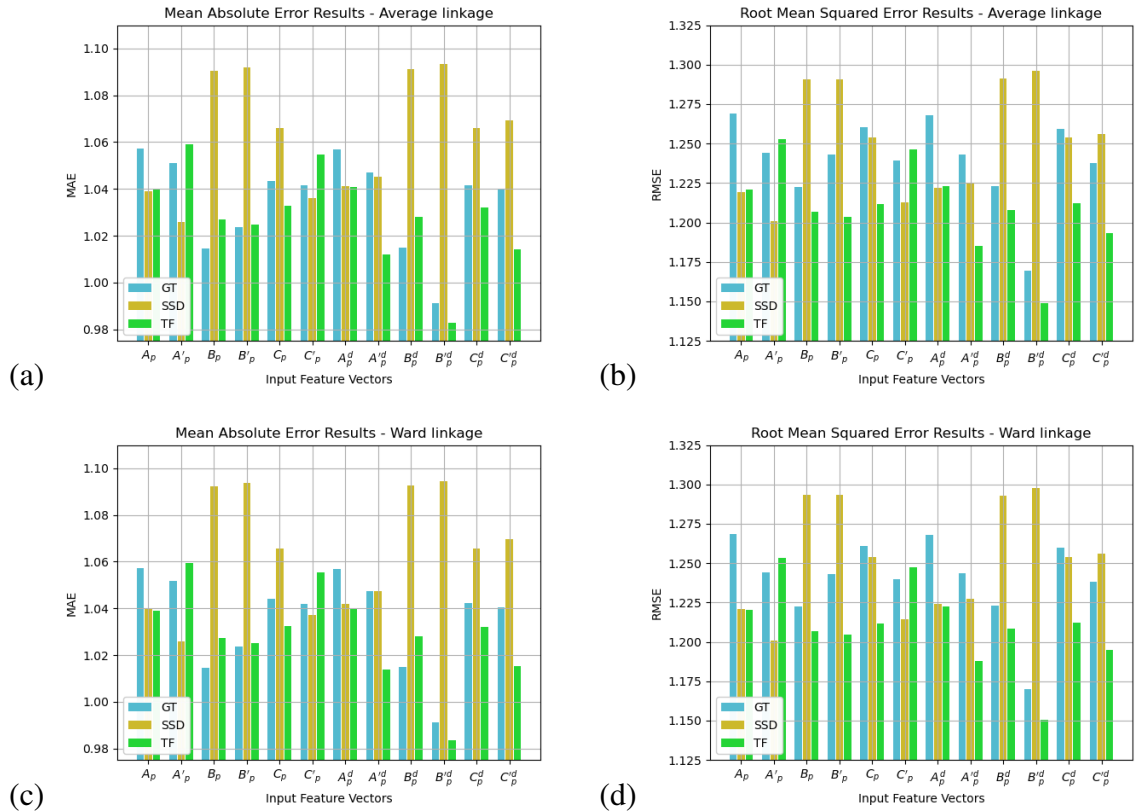 Mean Absolute Error Results - Average linkage
1.10
1.08
1.06
1.04
1.02
1.00
0.98
MAE
GT
SSD
TF
A_p A'_p B_p B'_p C_p C'_p A^d_p A'^d_p B^d_p B'^d_p C^d_p C'^d_p
Input Feature Vectors
(a)
Root Mean Squared Error Results - Average linkage
1.325
1.300
1.275
1.250
1.225
1.200
1.175
1.150
1.125
RMSE
GT
SSD
TF
A_p A'_p B_p B'_p C_p C'_p A^d_p A'^d_p B^d_p B'^d_p C^d_p C'^d_p
Input Feature Vectors
(b)
Mean Absolute Error Results - Ward linkage
1.10
1.08
1.06
1.04
1.02
1.00
0.98
MAE
GT
SSD
TF
A_p A'_p B_p B'_p C_p C'_p A^d_p A'^d_p B^d_p B'^d_p C^d_p C'^d_p
Input Feature Vectors
(c)
Root Mean Squared Error Results - Ward linkage
1.325
1.300
1.275
1.250
1.225
1.200
1.175
1.150
1.125
RMSE
GT
SSD
TF
A_p A'_p B_p B'_p C_p C'_p A^d_p A'^d_p B^d_p B'^d_p C^d_p C'^d_p
Input Feature Vectors
(d)